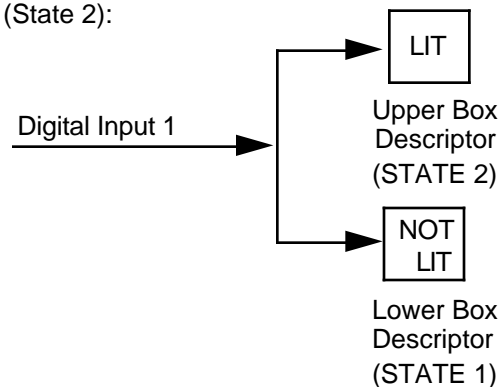 (State 2):
LIT
Digital Input 1
Upper Box
Descriptor
(STATE 2)
NOT
LIT
Lower Box
Descriptor
(STATE 1)